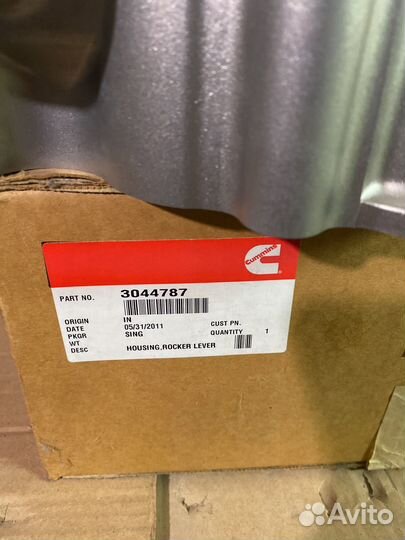 cummins
PART NO. 3044787
ORIGIN IN
DATE 05/31/2011 CUST PN.
PKGR SING QUANTITY 1
WT
DESC HOUSING,ROCKER LEVER
Avito